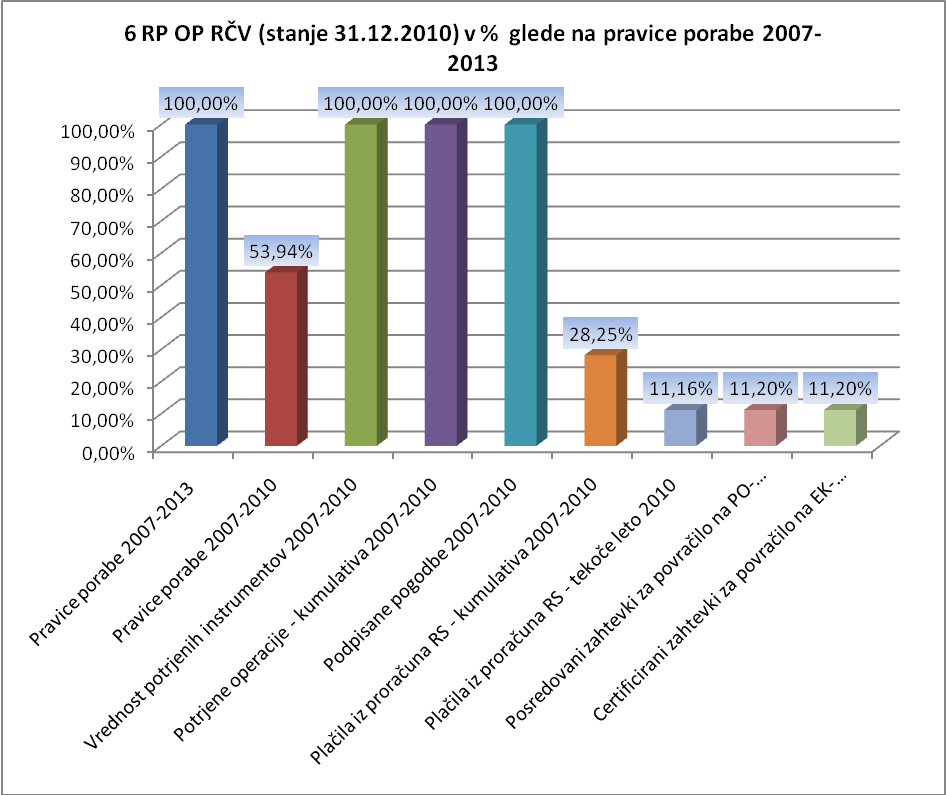 6 RP OP RČV (stanje 31.12.2010) v % glede na pravice porabe 2007-
2013
100,00%
53,94%
100,00%
100,00%
100,00%
28,25%
11,16%
11,20%
11,20%
100,00%
90,00%
80,00%
70,00%
60,00%
50,00%
40,00%
30,00%
20,00%
10,00%
0,00%
Pravice porabe 2007-2013
Pravice porabe 2007-2010
Vrednost potrjenih instrumentov 2007-2010
Potrjene operacije - kumulativa 2007-2010
Podpisane pogodbe 2007-2010
Plačila iz proračuna RS - kumulativa 2007-2010
Plačila iz proračuna RS - tekoče leto 2010
Posredovani zahtevki za povračilo na PO-...
Certificirani zahtevki za povračilo na EK-...